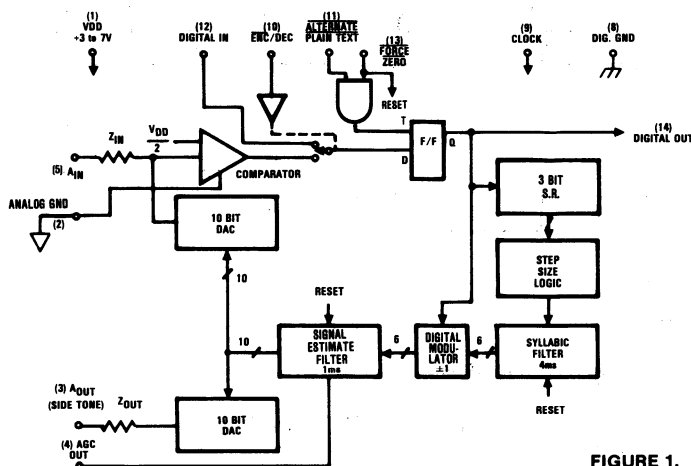 (1)
VDD
+3 to 7V
(12)
DIGITAL IN
(10)
ENC/DEC
(11)
ALTERNATE
PLAIN TEXT
(13)
FORCE
ZERO
RESET
(9)
CLOCK
(8)
DIG. GND
ZIN
VDD
2
(5) AIN
COMPARATOR
T
F/F
Q
D
(14)
DIGITAL OUT
ANALOG GND
(2)
10 BIT
DAC
3 BIT
S.R.
STEP
SIZE
LOGIC
10
RESET
10
SIGNAL
ESTIMATE
FILTER
1ms
6
DIGITAL
MODU-
LATOR
±1
6
SYLLABIC
FILTER
4ms
RESET
(3) AOUT
(SIDE TONE)
ZOUT
10 BIT
DAC
(4) AGC
OUT
FIGURE 1.